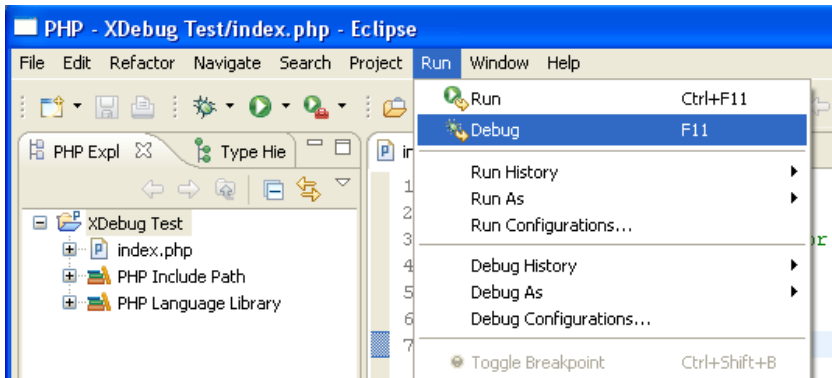 PHP - XDebug Test/index.php - Eclipse
File Edit Refactor Navigate Search Project Run Window Help
Run Ctrl+F11
Debug F11
PHP Expl Type Hie
Run History
Run As
Run Configurations...
Debug History
Debug As
Debug Configurations...
Toggle Breakpoint Ctrl+Shift+B
XDebug Test
index.php
PHP Include Path
PHP Language Library
1
2
3
4
5
6
7